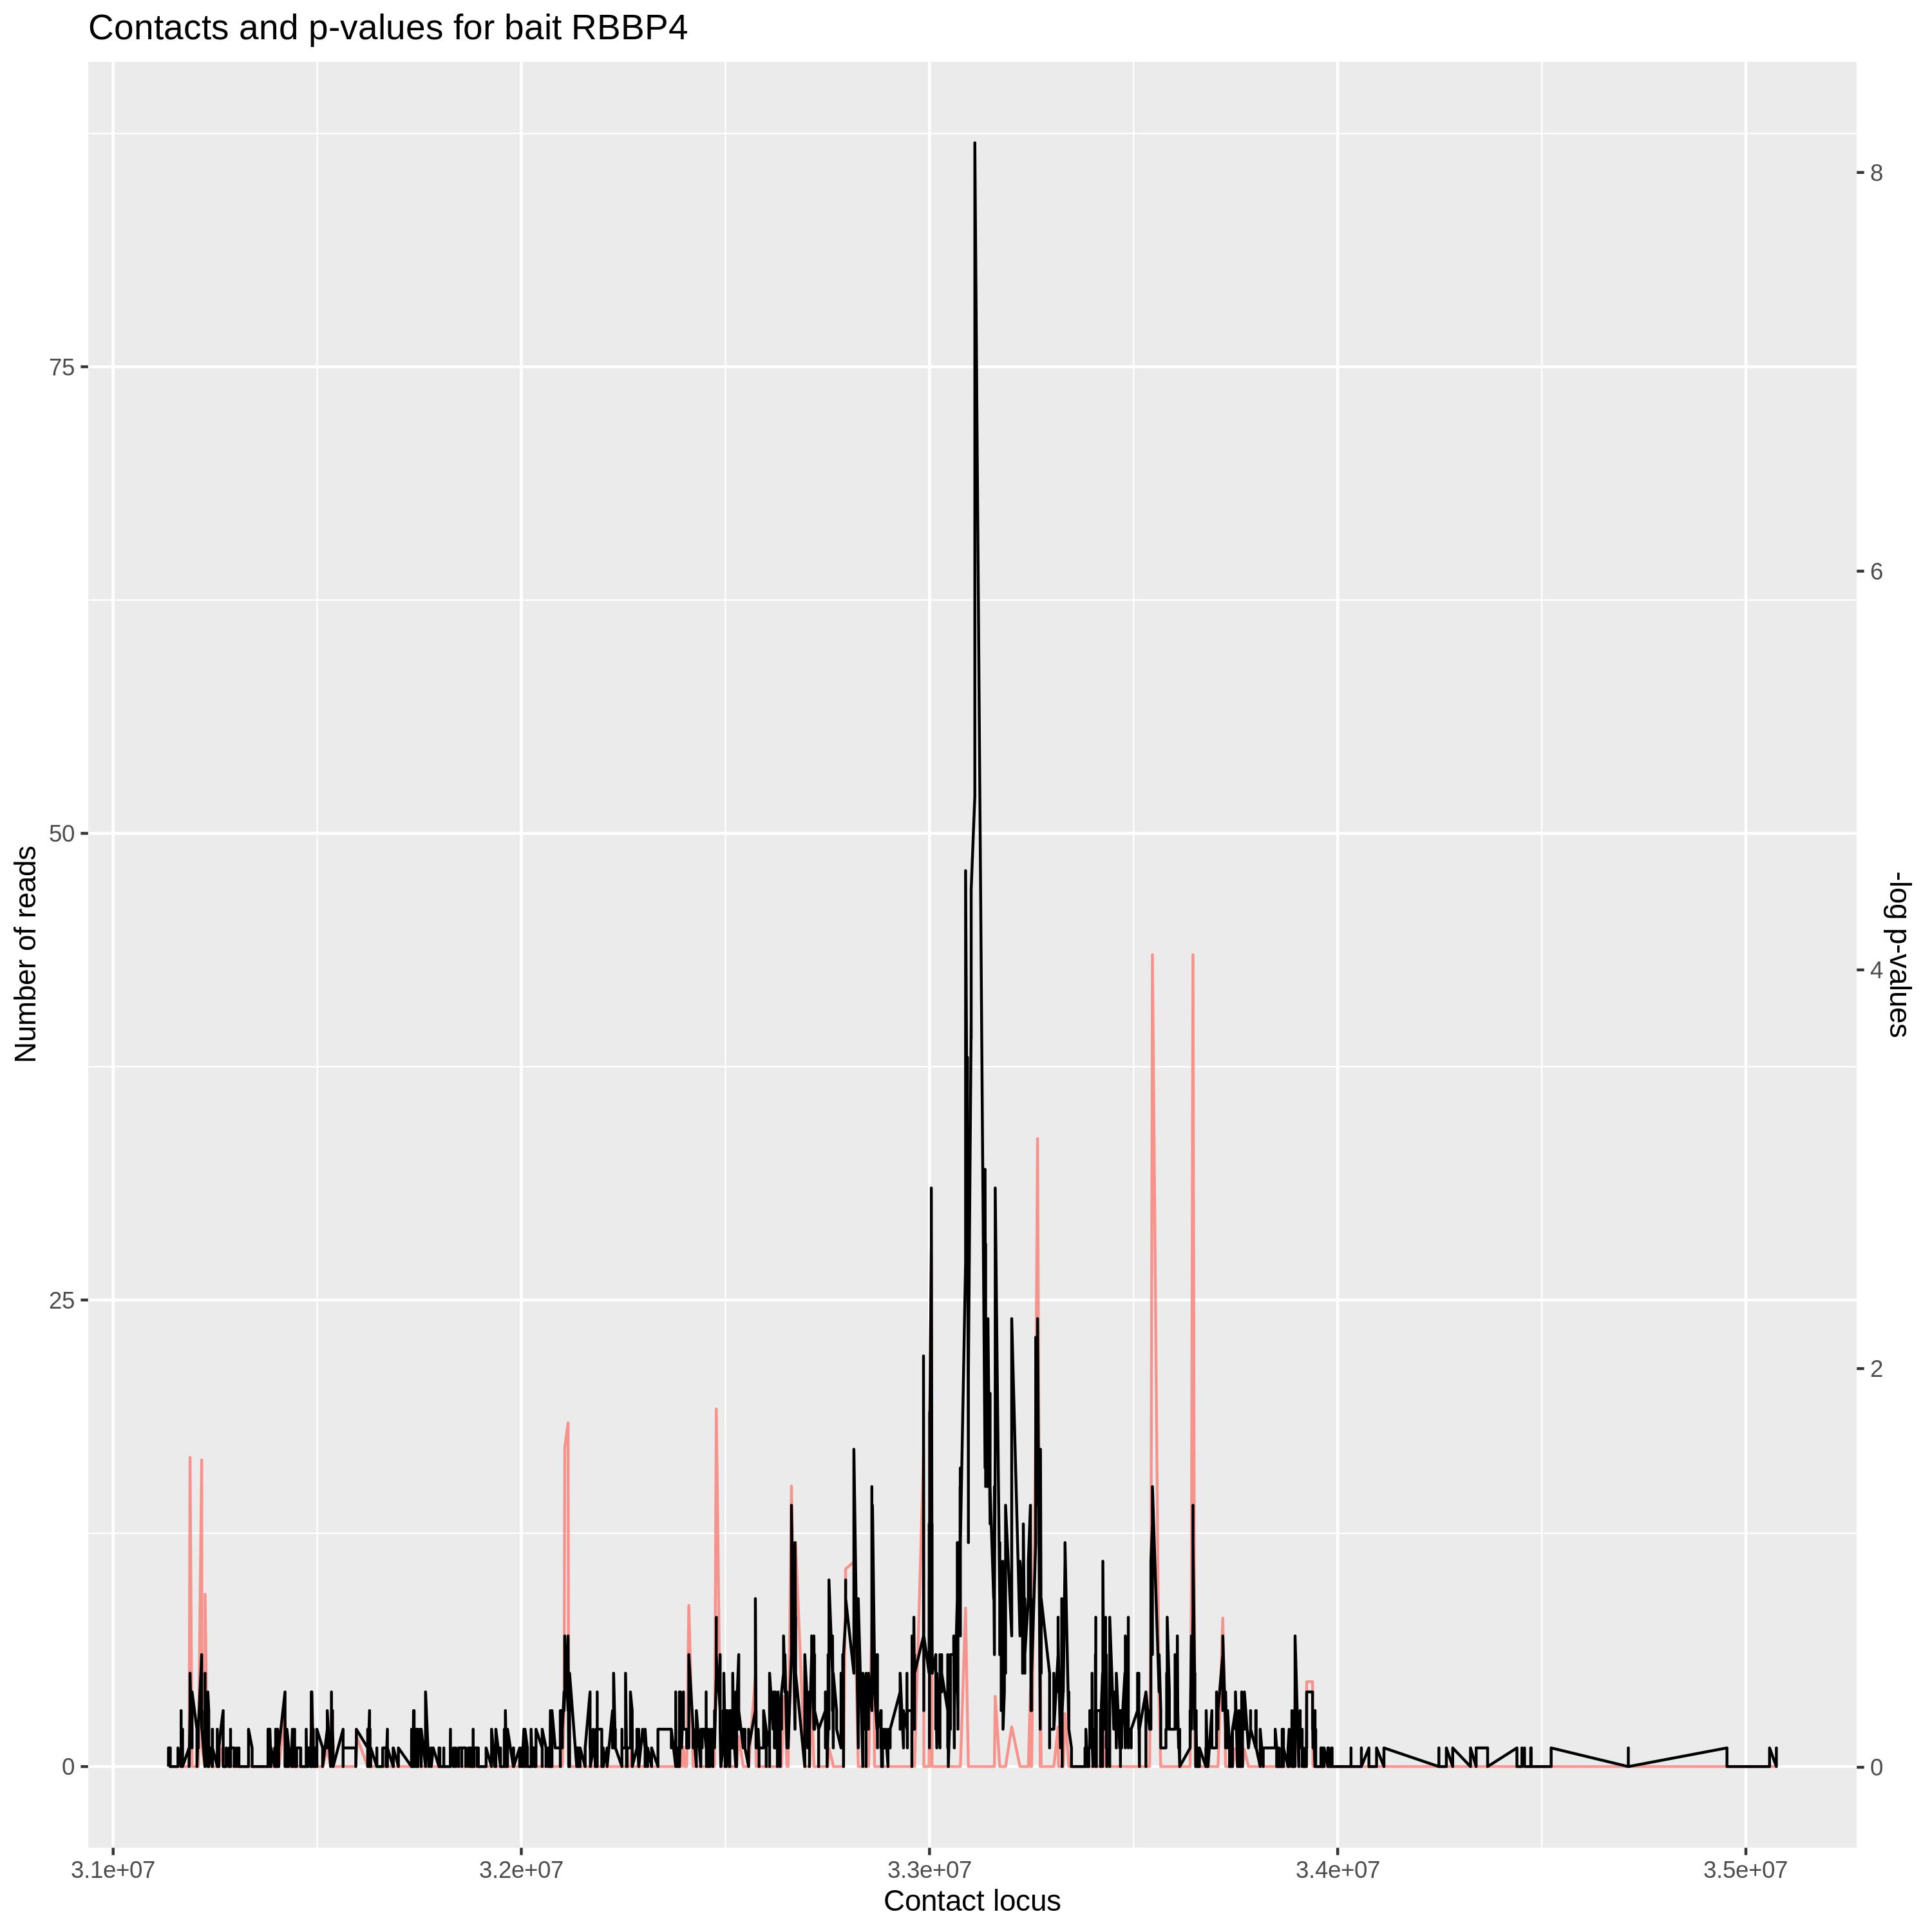 Contacts and p-values for bait RBBP4
75
50
25
0
8
6
4
2
0
Number of reads
-log p-values
3.1e+07 3.2e+07 3.3e+07 3.4e+07 3.5e+07
Contact locus